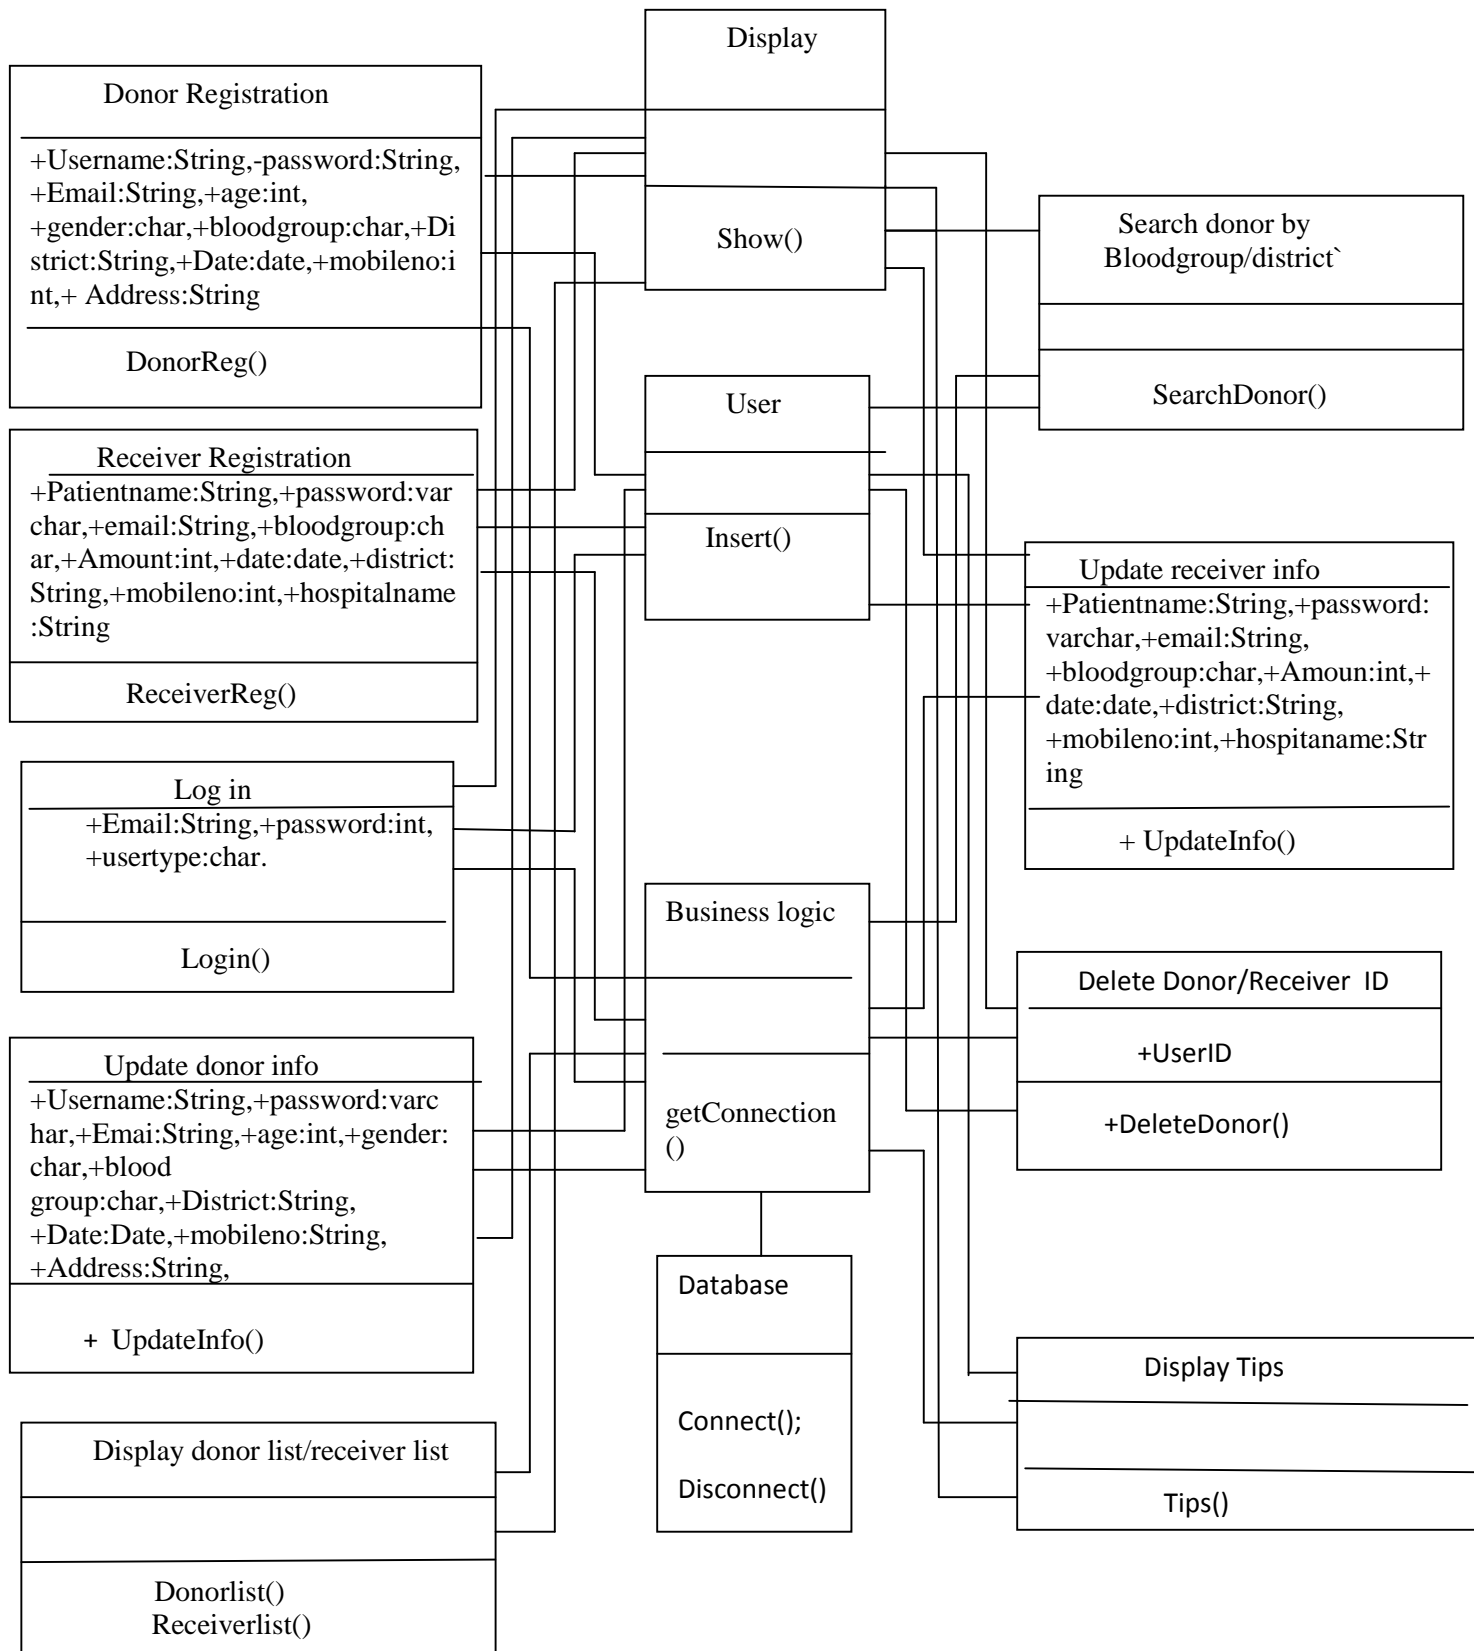 Display
Show()
Donor Registration
+Username:String,-password:String,
+Email:String,+age:int,
+gender:char,+bloodgroup:char,+Di
strict:String,+Date:date,+mobileno:i
nt,+ Address:String
DonorReg()
Search donor by
Bloodgroup/district`
SearchDonor()
User
Insert()
Receiver Registration
+Patientname:String,+password:var
char,+email:String,+bloodgroup:ch
ar,+Amount:int,+date:date,+district:
String,+mobileno:int,+hospitalname
:String
ReceiverReg()
Update receiver info
+Patientname:String,+password:
varchar,+email:String,
+bloodgroup:char,+Amoun:int,+
date:date,+district:String,
+mobileno:int,+hospitaname:Str
ing
+ UpdateInfo()
Log in
+Email:String,+password:int,
+usertype:char.
Login()
Business logic
getConnection
()
Delete Donor/Receiver  ID
+UserID
+DeleteDonor()
Update donor info
+Username:String,+password:varc
har,+Emai:String,+age:int,+gender:
char,+blood
group:char,+District:String,
+Date:Date,+mobileno:String,
+Address:String,
+  UpdateInfo()
Database
Connect();
Disconnect()
Display Tips
Tips()
Display donor list/receiver list
Donorlist()
Receiverlist()